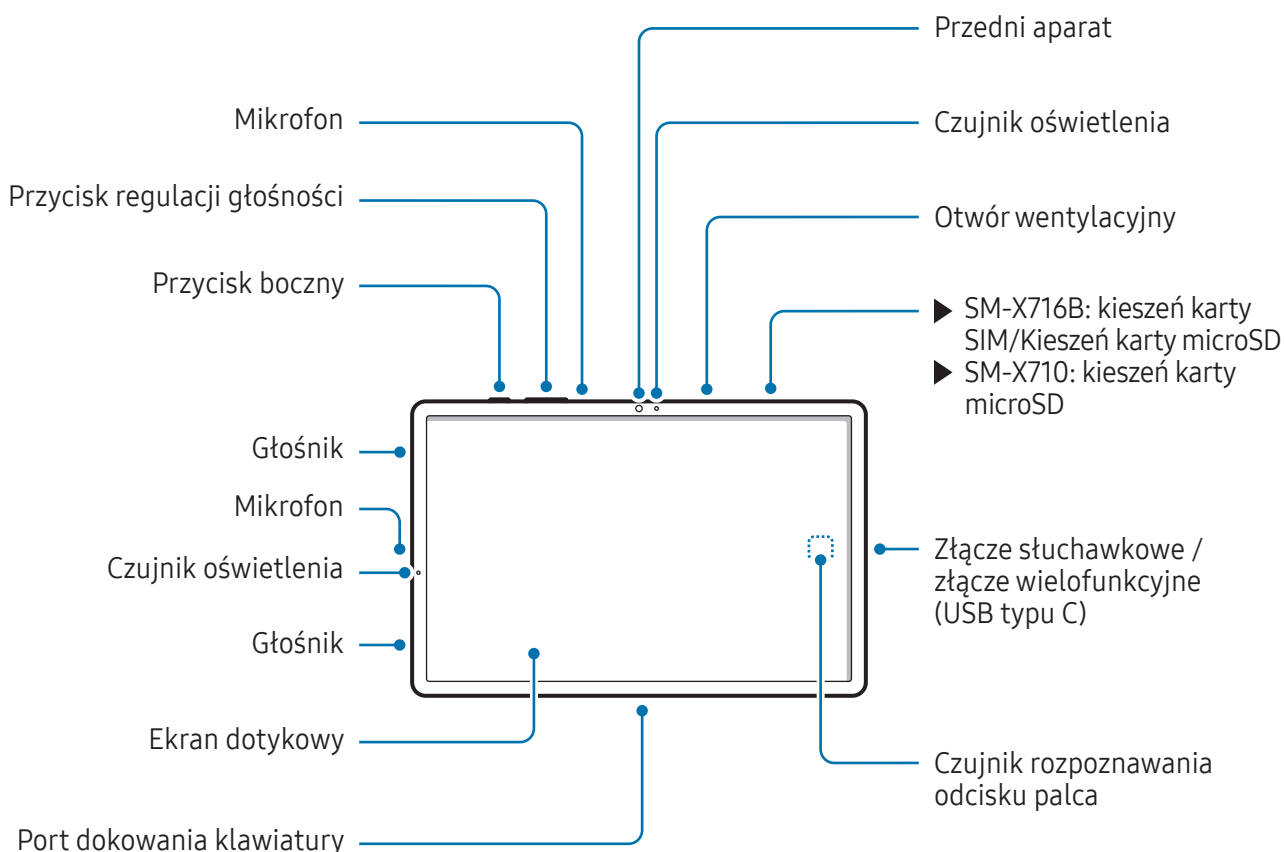 Przedni aparat
Mikrofon
Czujnik oświetlenia
Przycisk regulacji głośności
Otwór wentylacyjny
Przycisk boczny
▶ SM-X716B: kieszeń karty
SIM/Kieszeń karty microSD
▶ SM-X710: kieszeń karty
microSD
Głośnik
Mikrofon
Czujnik oświetlenia
Głośnik
Złącze słuchawkowe /
złącze wielofunkcyjne
(USB typu C)
Ekran dotykowy
Czujnik rozpoznawania
odcisku palca
Port dokowania klawiatury